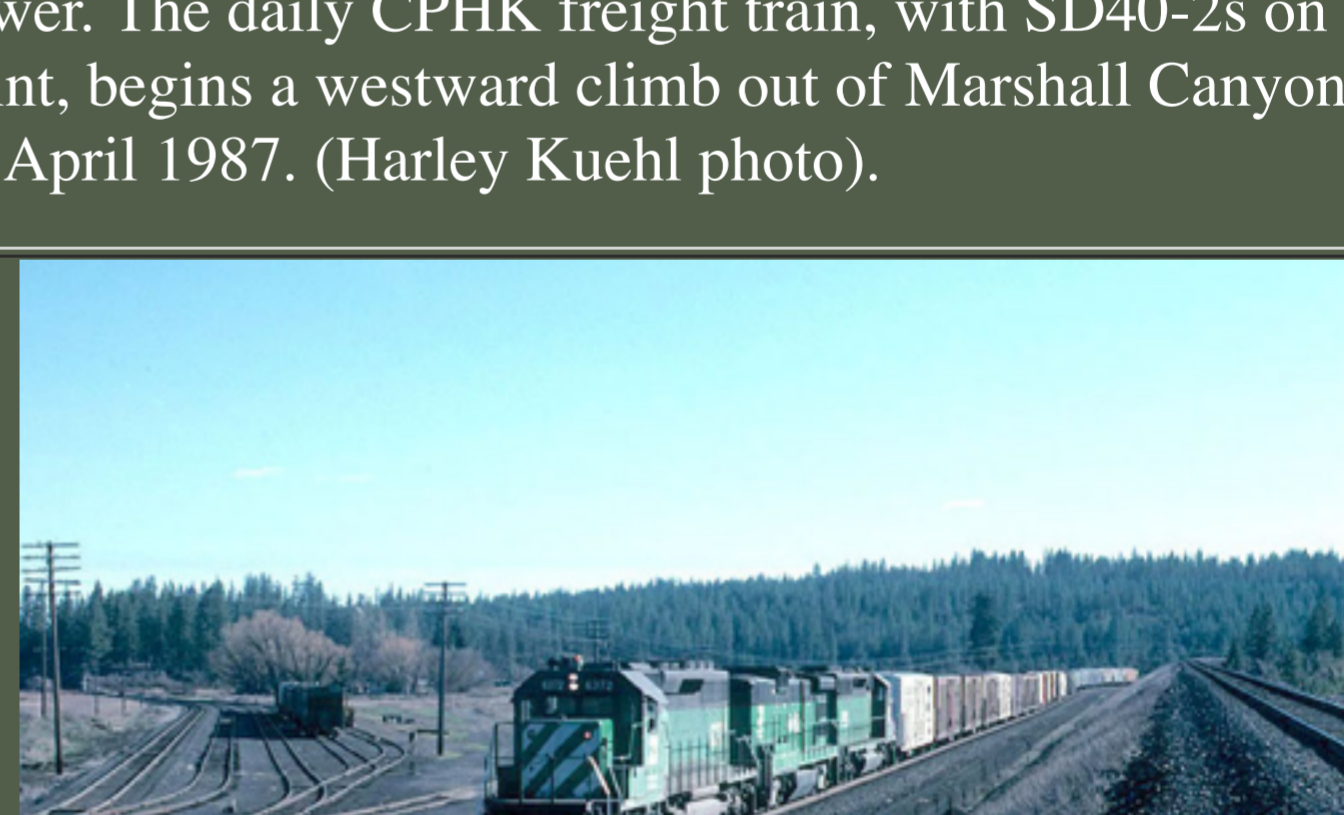 wer. The daily CPHK freight train, with SD40-2s on
int, begins a westward climb out of Marshall Canyon
April 1987. (Harley Kuehl photo).